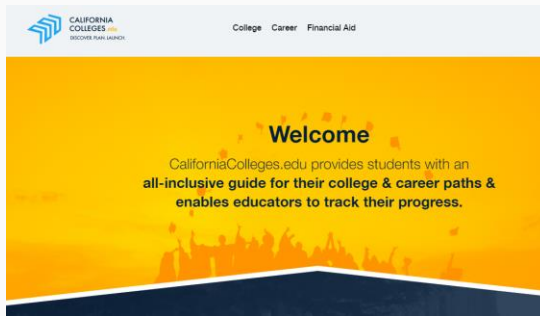 CALIFORNIA
COLLEGES.edu
DISCOVER. PLAN. LAUNCH.
College Career Financial Aid
Welcome
CaliforniaColleges.edu provides students with an
all-inclusive guide for their college & career paths &
enables educators to track their progress.